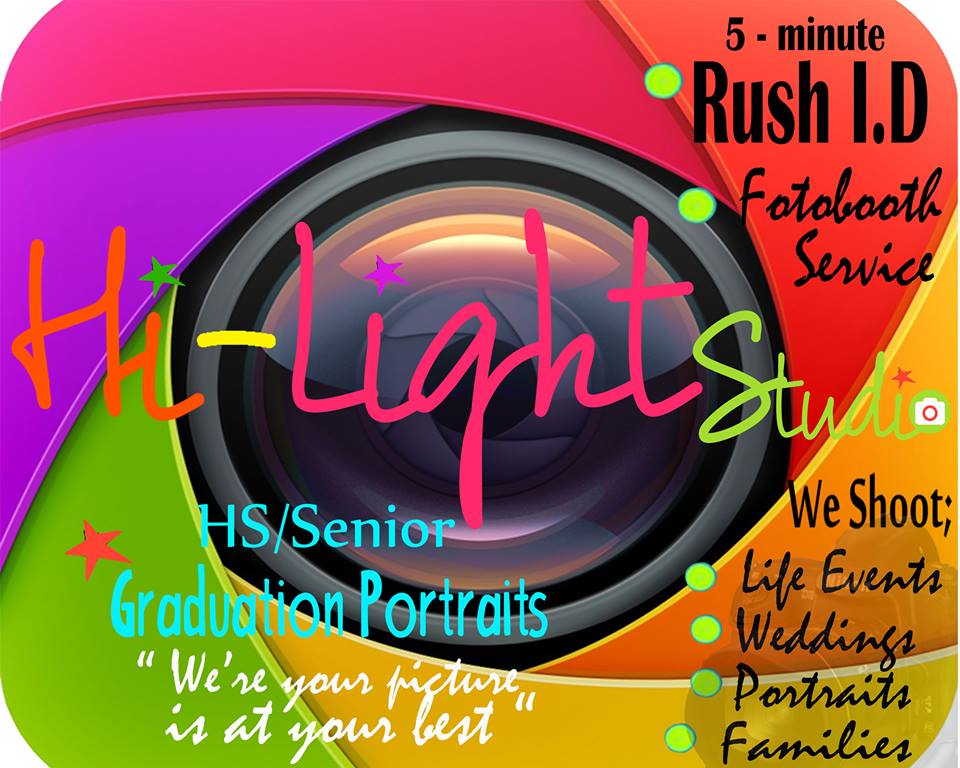 5 - minute
Rush I.D
Fotobooth
Service
Hi-Light Studio
HS/Senior
Graduation Portraits
“ We're your picture
is at your best “
We Shoot;
Life Events
Weddings
Portraits
Families